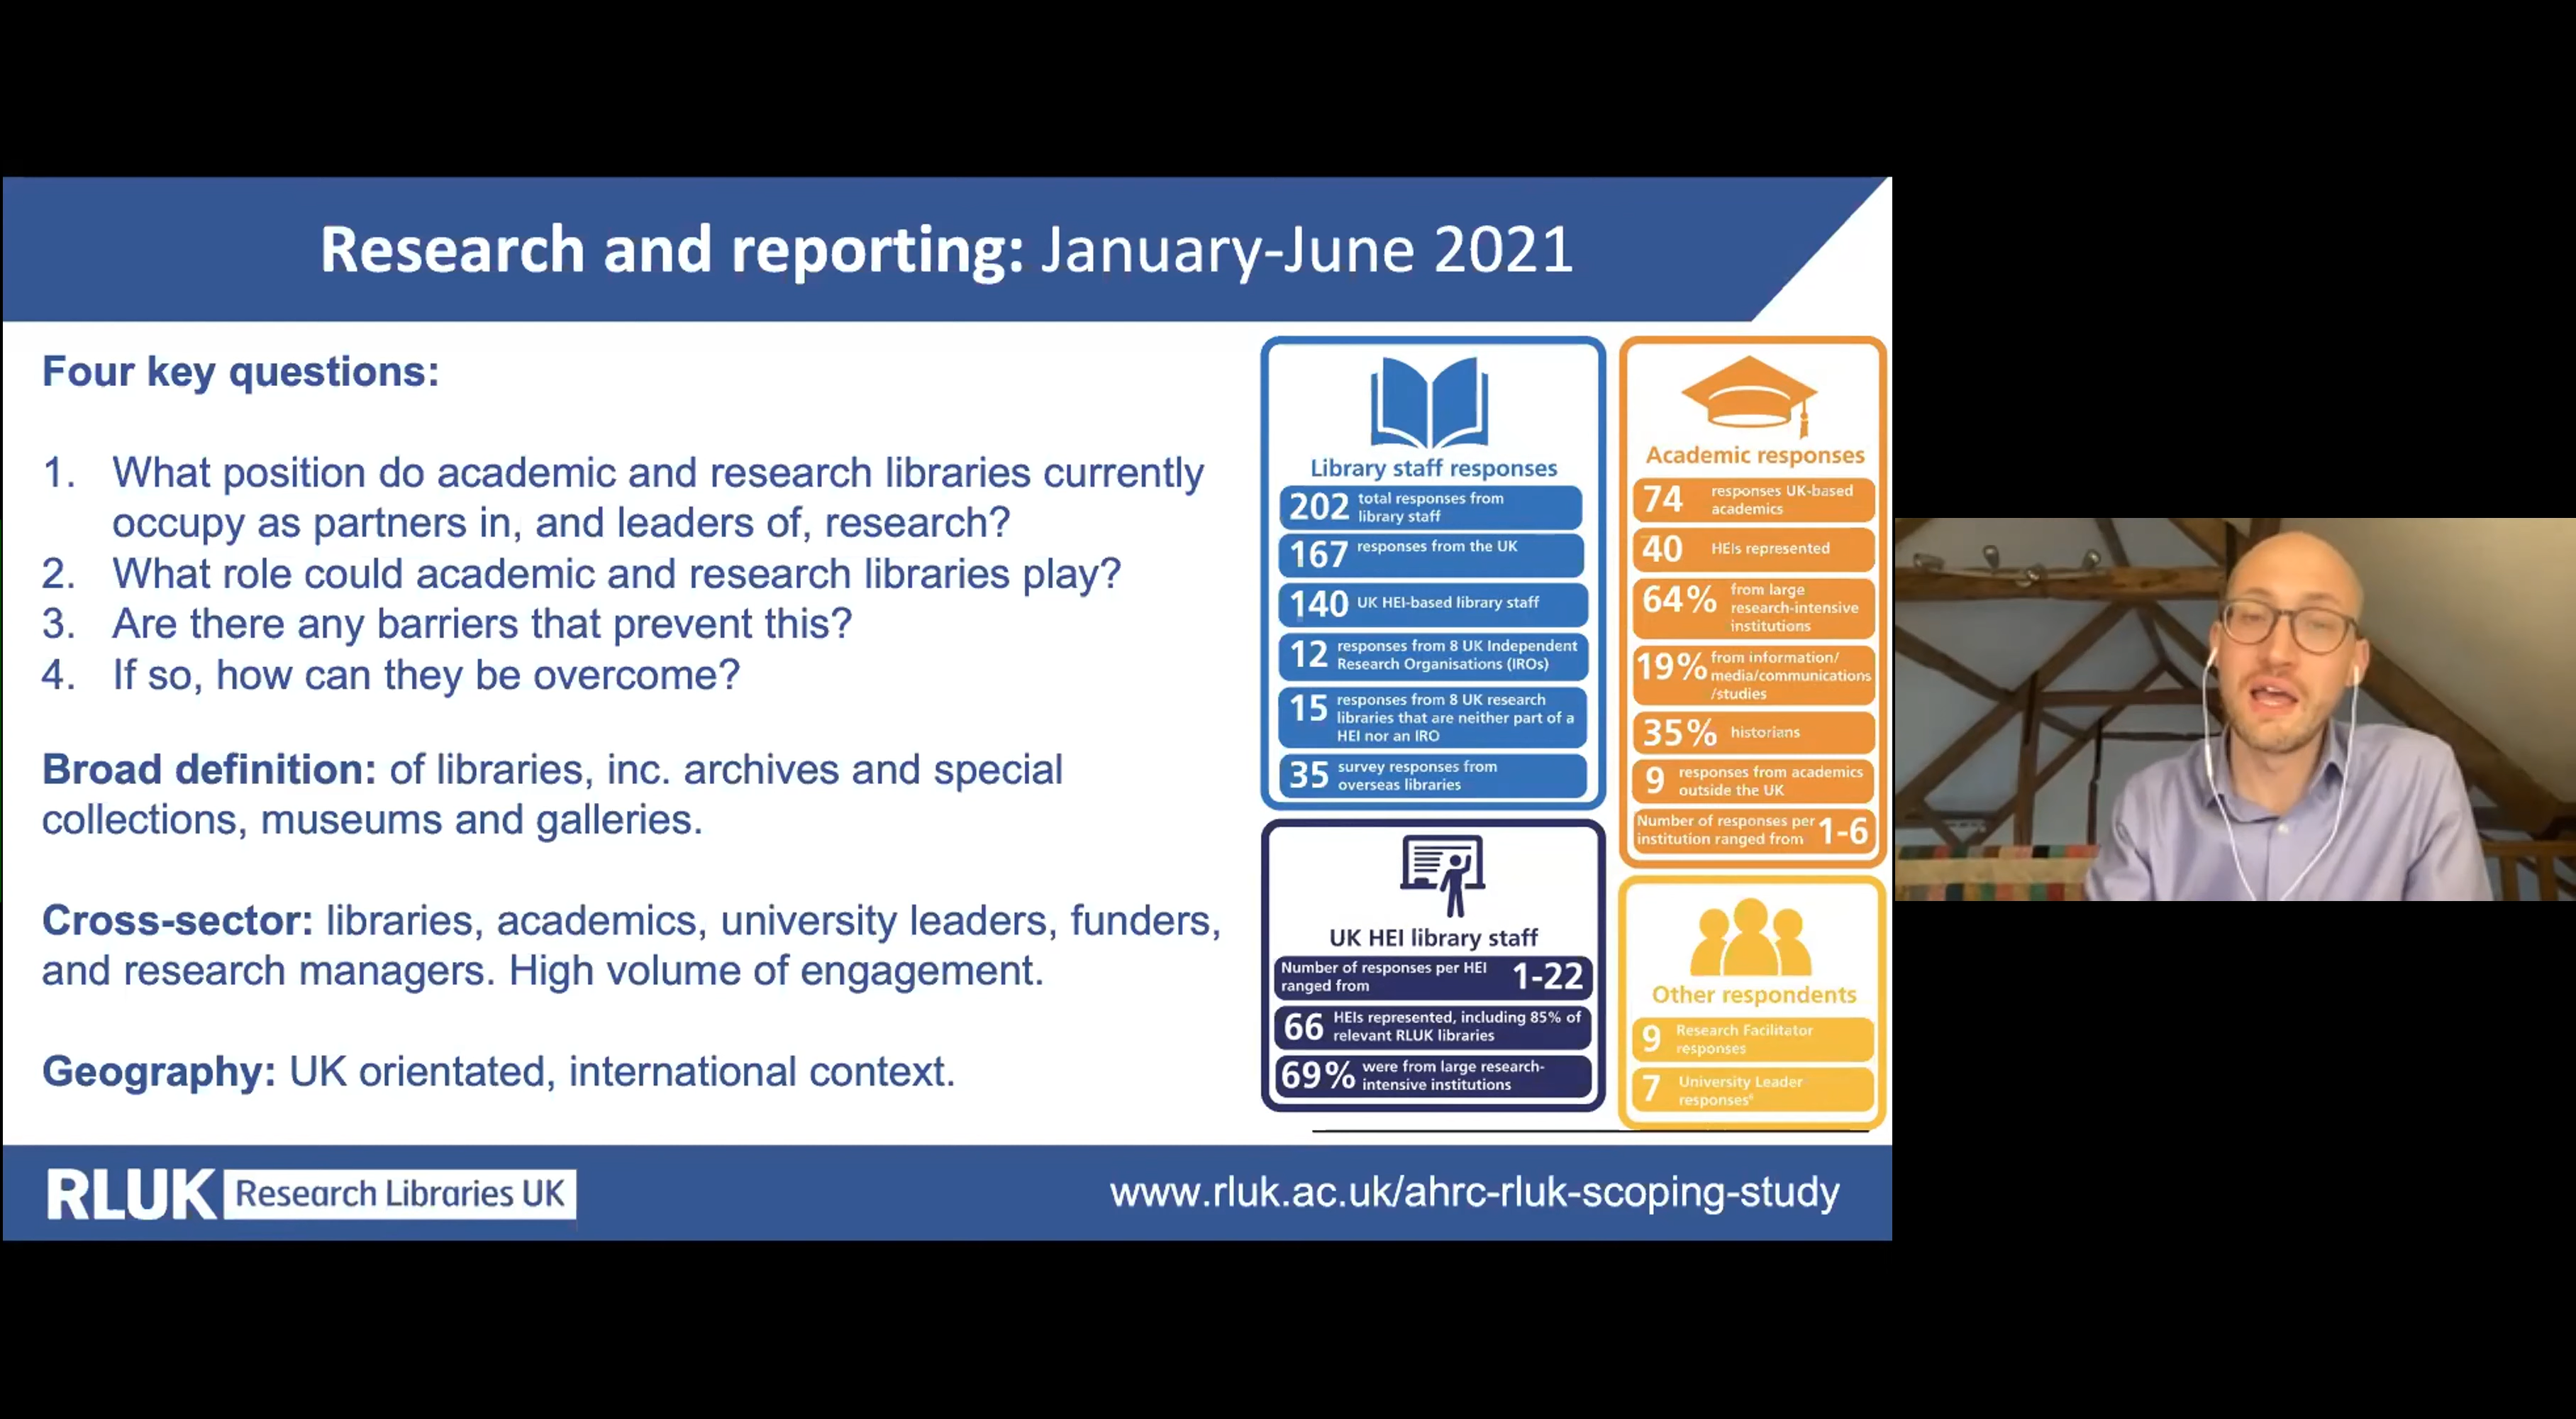 Research and reporting: January-June 2021
Four key questions:
1. What position do academic and research libraries currently
occupy as partners in, and leaders of, research?
2. What role could academic and research libraries play?
3. Are there any barriers that prevent this?
4. If so, how can they be overcome?
Broad definition: of libraries, inc. archives and special
collections, museums and galleries.
Cross-sector: libraries, academics, university leaders, funders,
and research managers. High volume of engagement.
Geography: UK orientated, international context.
Library staff responses
202 total responses from
library staff
167 responses from the UK
140 UK HEI-based library staff
12 responses from 8 UK Independent
Research Organisations (IROs)
15 responses from 8 UK research
libraries that are neither part of a
HEI nor an IRO
35 survey responses from
overseas libraries
UK HEI library staff
Number of responses per HEI
ranged from 1-22
66 HEIs represented, including 85% of
relevant RLUK libraries
69% were from large research-
intensive institutions
Academic responses
74 responses UK-based
academics
40 HEIs represented
64% from large
research-intensive
institutions
19% from information/
media/communications
/studies
35% historians
9 responses from academics
outside the UK
Number of responses per
institution ranged from 1-6
Other respondents
9 Research Facilitator
responses
7 University Leader
responses⁶
RLUK Research Libraries UK
www.rluk.ac.uk/ahrc-rluk-scoping-study